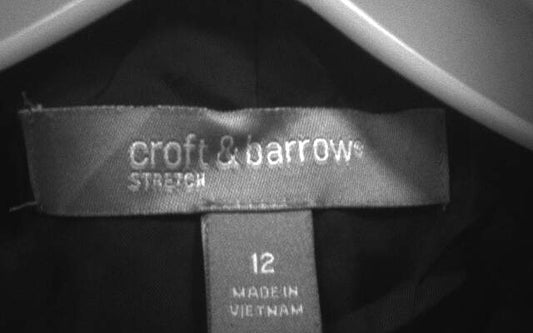 croft & barrow®
STRETCH
12
MADE IN
VIETNAM